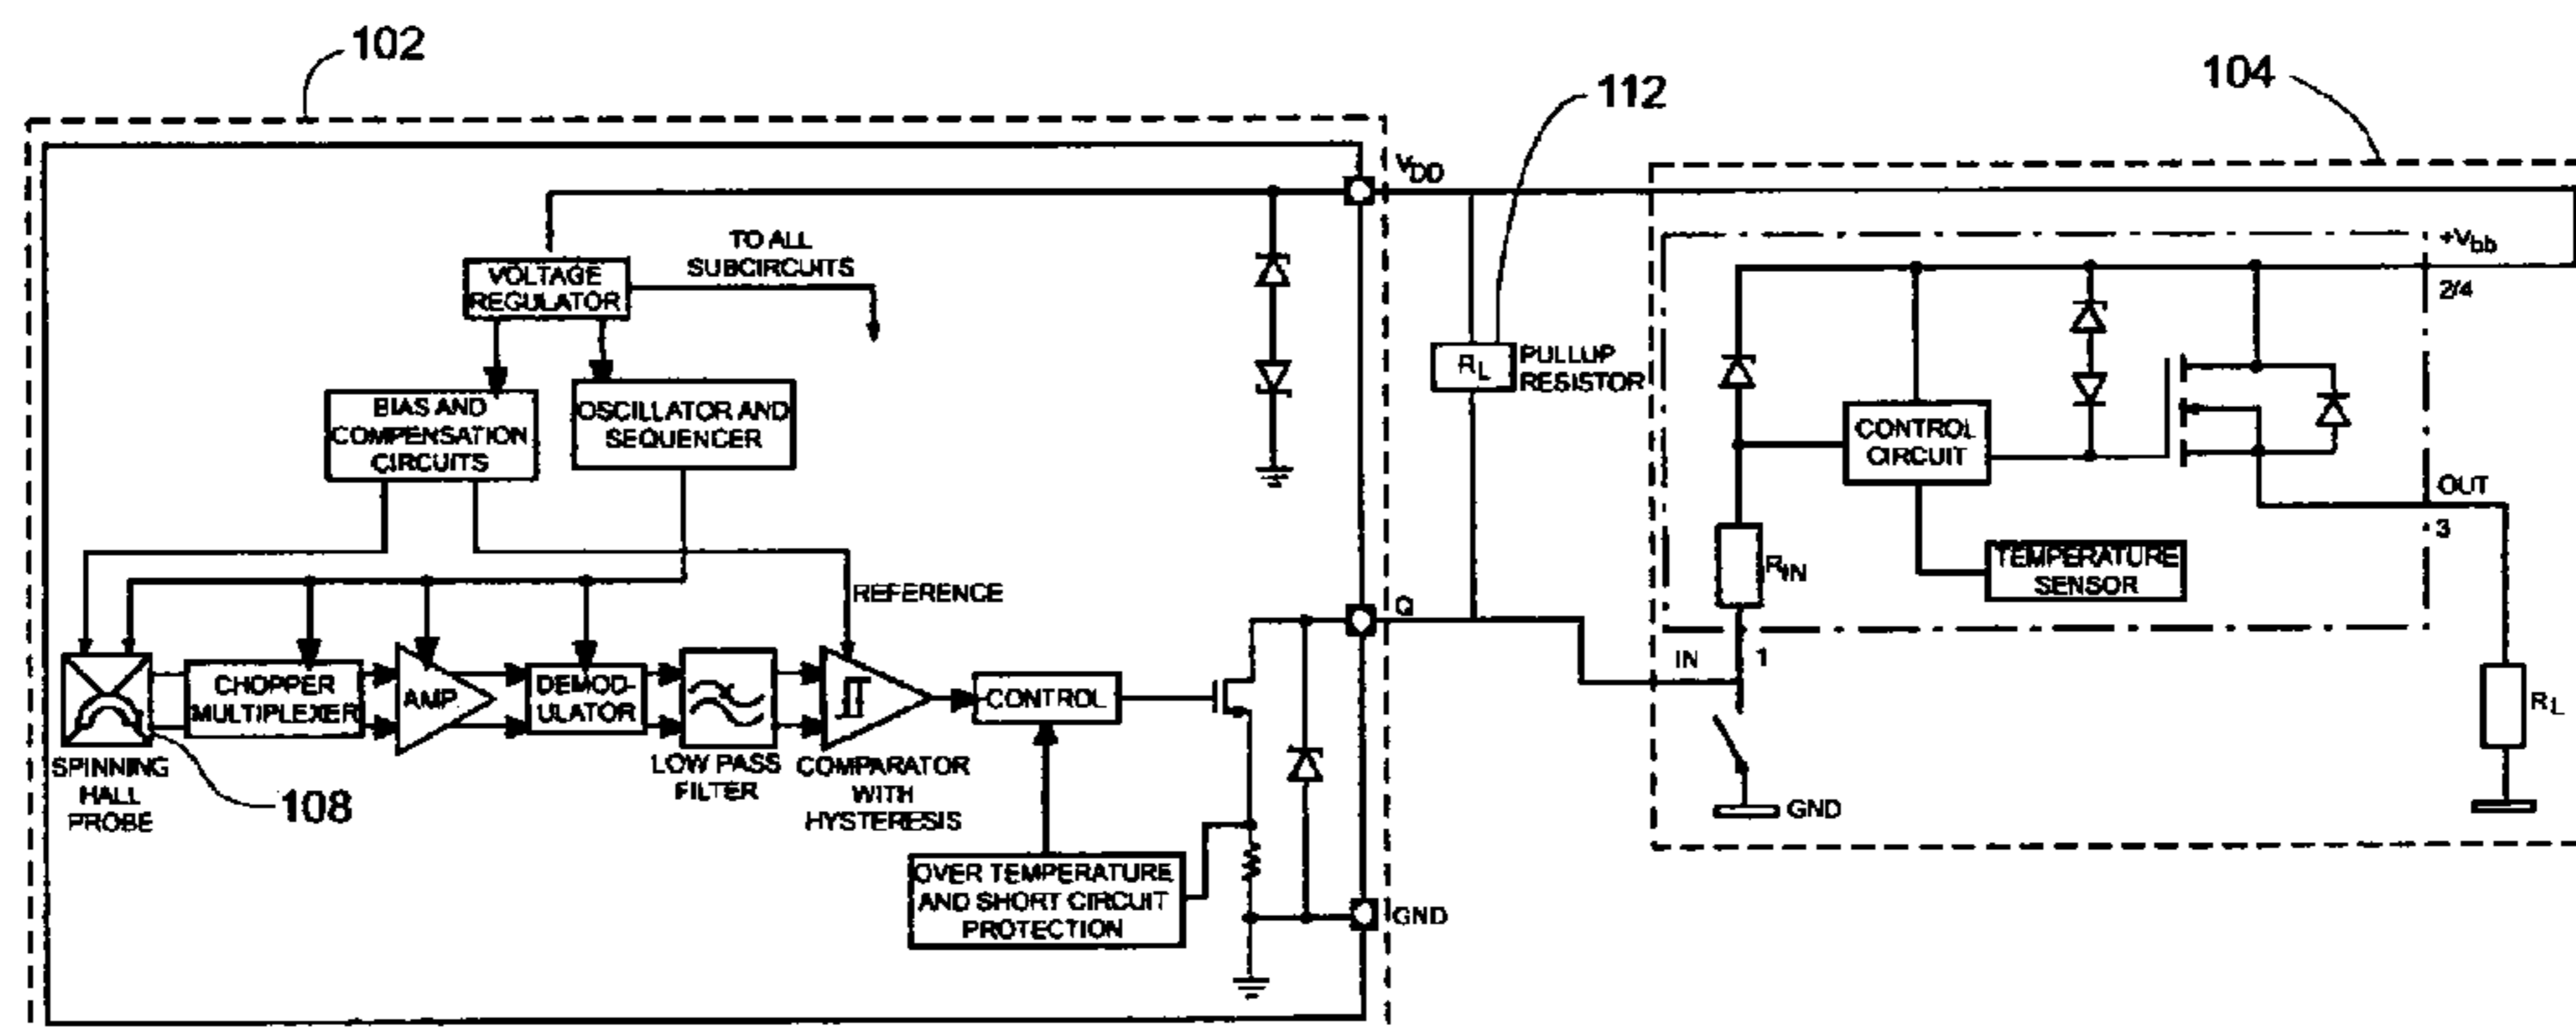 102
112
104
VDD
+Vbb
2/4
TO ALL
SUBCIRCUITS
VOLTAGE
REGULATOR
RL
PULLUP
RESISTOR
BIAS AND
COMPENSATION
CIRCUITS
OSCILLATOR AND
SEQUENCER
CONTROL
CIRCUIT
OUT
3
RIN
TEMPERATURE
SENSOR
REFERENCE
Q
IN
1
CHOPPER
MULTIPLEXER
AMP
DEMOD-
ULATOR
CONTROL
RL
SPINNING
HALL
PROBE
108
LOW PASS
FILTER
COMPARATOR
WITH
HYSTERESIS
GND
OVER TEMPERATURE
AND SHORT CIRCUIT
PROTECTION
GND